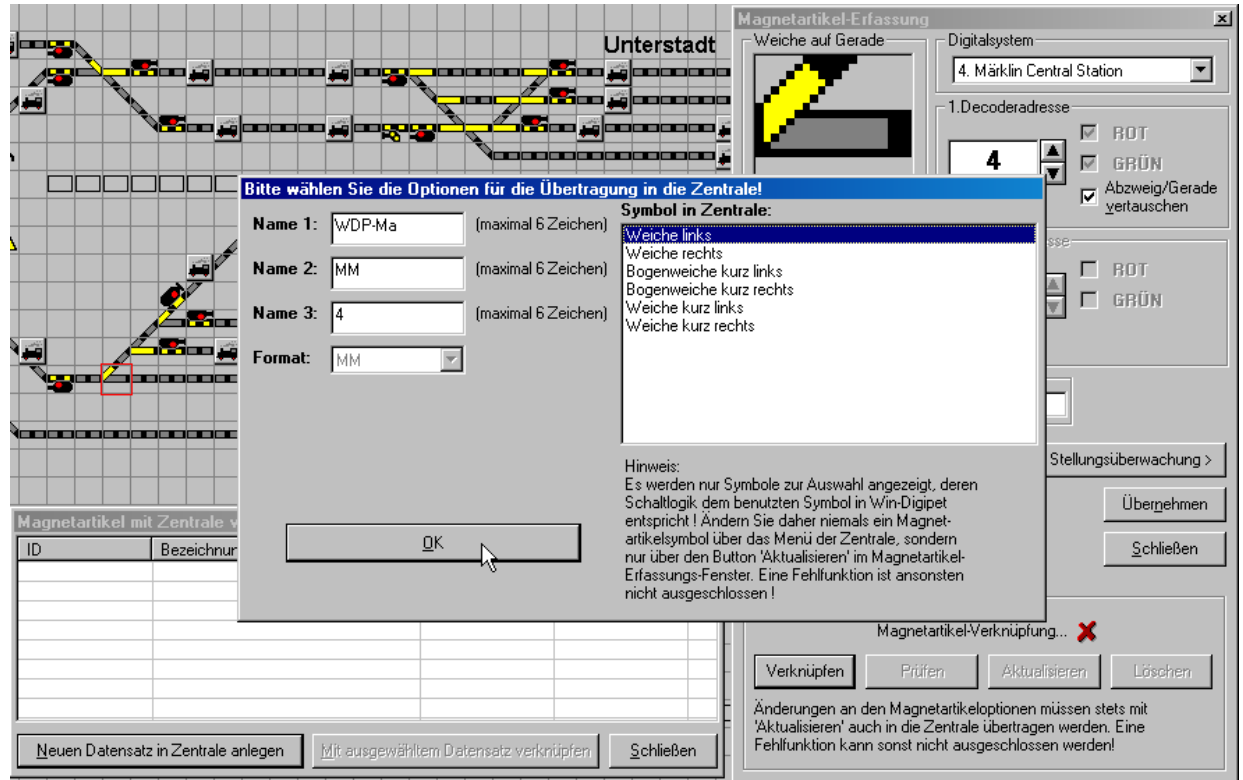 Unterstadt
Magnetartikel-Erfassung
Weiche auf Gerade
Digitalsystem
4. Märklin Central Station
1.Decoderadresse
4
ROT
GRÜN
Abzweig/Gerade
vertauschen
sse
ROT
GRÜN
Stellungsüberwachung >
Übernehmen
Schließen
Magnetartikel-Verknüpfung...
Verknüpfen
Prüfen
Aktualisieren
Löschen
Änderungen an den Magnetartikeloptionen müssen stets mit
'Aktualisieren' auch in die Zentrale übertragen werden. Eine
Fehlfunktion kann sonst nicht ausgeschlossen werden!
Bitte wählen Sie die Optionen für die Übertragung in die Zentrale!
Name 1: WDP-Ma (maximal 6 Zeichen)
Name 2: MM (maximal 6 Zeichen)
Name 3: 4 (maximal 6 Zeichen)
Format: MM
OK
Symbol in Zentrale:
Weiche links
Weiche rechts
Bogenweiche kurz links
Bogenweiche kurz rechts
Weiche kurz links
Weiche kurz rechts
Hinweis:
Es werden nur Symbole zur Auswahl angezeigt, deren
Schaltlogik dem benutzten Symbol in Win-Digipet
entspricht ! Ändern Sie daher niemals ein Magnet-
artikelsymbol über das Menü der Zentrale, sondern
nur über den Button 'Aktualisieren' im Magnetartikel-
Erfassungs-Fenster. Eine Fehlfunktion ist ansonsten
nicht ausgeschlossen !
Magnetartikel mit Zentrale v
ID Bezeichnur
Neuen Datensatz in Zentrale anlegen
Mit ausgewähltem Datensatz verknüpfen
Schließen